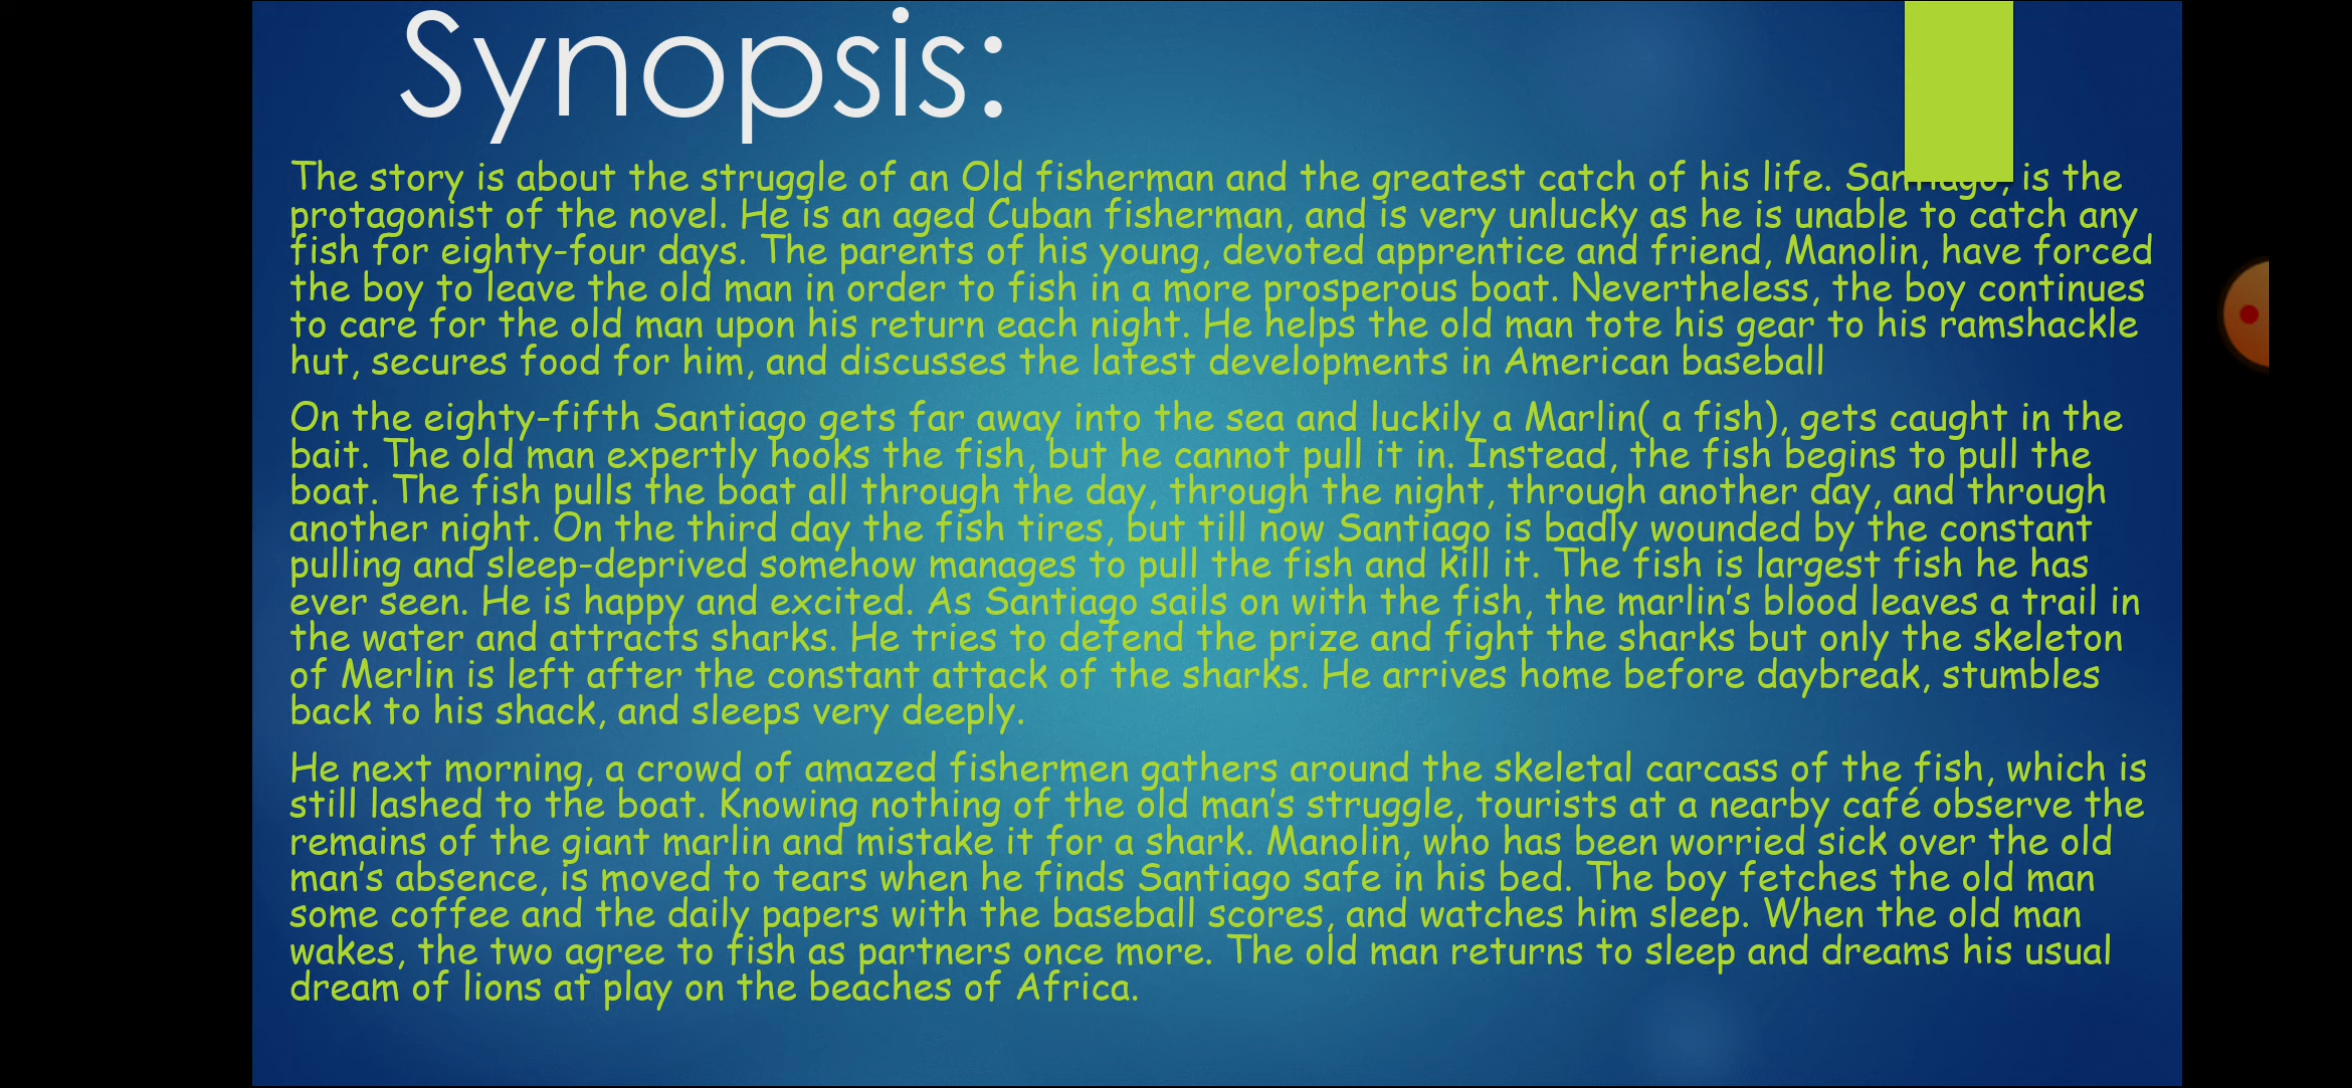 Synopsis:
The story is about the struggle of an Old fisherman and the greatest catch of his life. Santiago, is the
protagonist of the novel. He is an aged Cuban fisherman, and is very unlucky as he is unable to catch any
fish for eighty-four days. The parents of his young, devoted apprentice and friend, Manolin, have forced
the boy to leave the old man in order to fish in a more prosperous boat. Nevertheless, the boy continues
to care for the old man upon his return each night. He helps the old man tote his gear to his ramshackle
hut, secures food for him, and discusses the latest developments in American baseball
On the eighty-fifth Santiago gets far away into the sea and luckily a Marlin( a fish), gets caught in the
bait. The old man expertly hooks the fish, but he cannot pull it in. Instead, the fish begins to pull the
boat. The fish pulls the boat all through the day, through the night, through another day, and through
another night. On the third day the fish tires, but till now Santiago is badly wounded by the constant
pulling and sleep-deprived somehow manages to pull the fish and kill it. The fish is largest fish he has
ever seen. He is happy and excited. As Santiago sails on with the fish, the marlin's blood leaves a trail in
the water and attracts sharks. He tries to defend the prize and fight the sharks but only the skeleton
of Merlin is left after the constant attack of the sharks. He arrives home before daybreak, stumbles
back to his shack, and sleeps very deeply.
He next morning, a crowd of amazed fishermen gathers around the skeletal carcass of the fish, which is
still lashed to the boat. Knowing nothing of the old man's struggle, tourists at a nearby café observe the
remains of the giant marlin and mistake it for a shark. Manolin, who has been worried sick over the old
man's absence, is moved to tears when he finds Santiago safe in his bed. The boy fetches the old man
some coffee and the daily papers with the baseball scores, and watches him sleep. When the old man
wakes, the two agree to fish as partners once more. The old man returns to sleep and dreams his usual
dream of lions at play on the beaches of Africa.